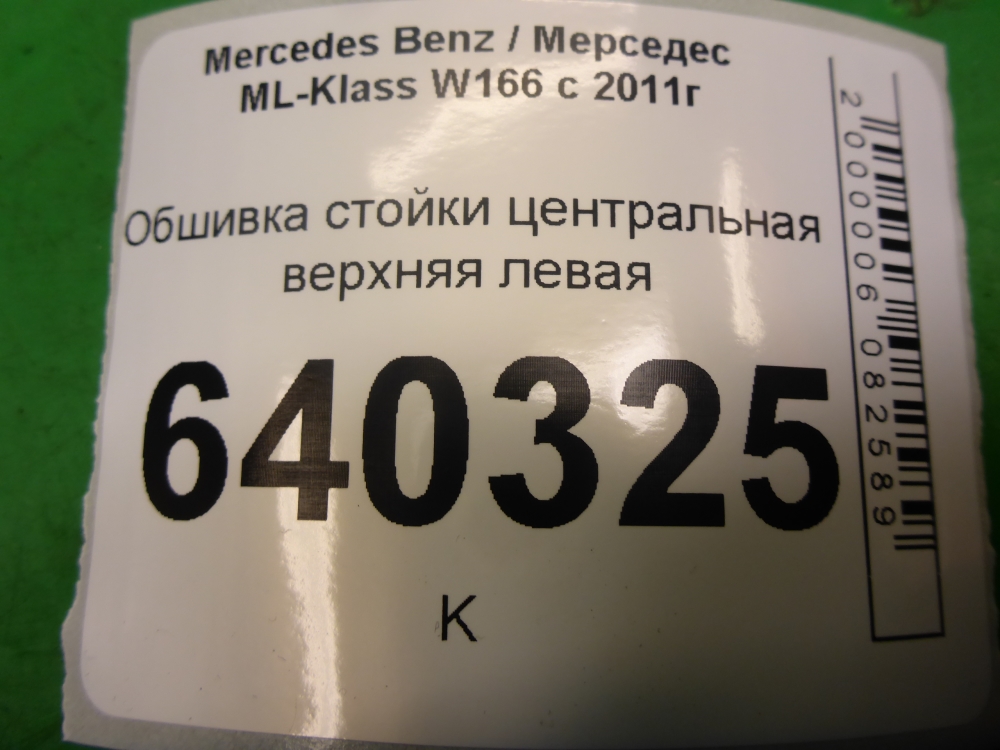 Mercedes Benz / Мерседес
ML-Klass W166 с 2011г
Обшивка стойки центральная
верхняя левая
640325
К
2000006082589